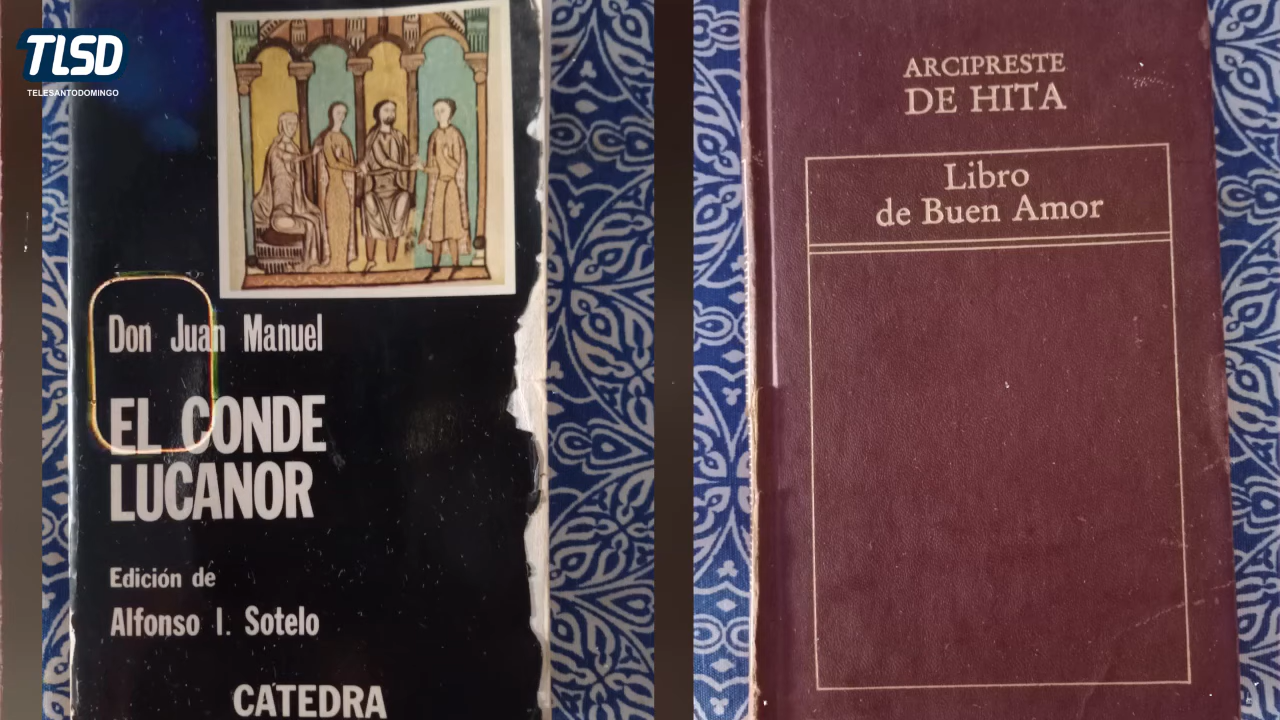 TLSD
TELESANTODOMINGO
Don Juan Manuel
EL CONDE
LUCANOR
Edición de
Alfonso I. Sotelo
CATEDRA
ARCIPRESTE
DE HITA
Libro
de Buen Amor